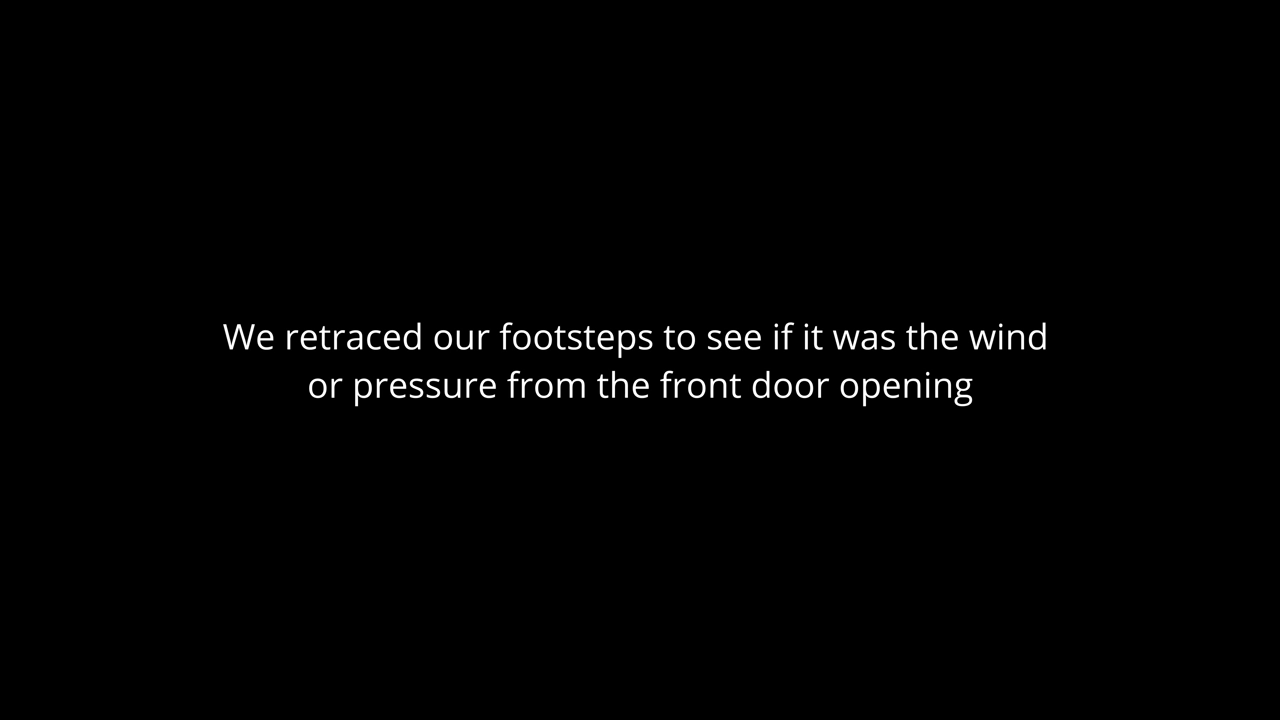 We retraced our footsteps to see if it was the wind
or pressure from the front door opening